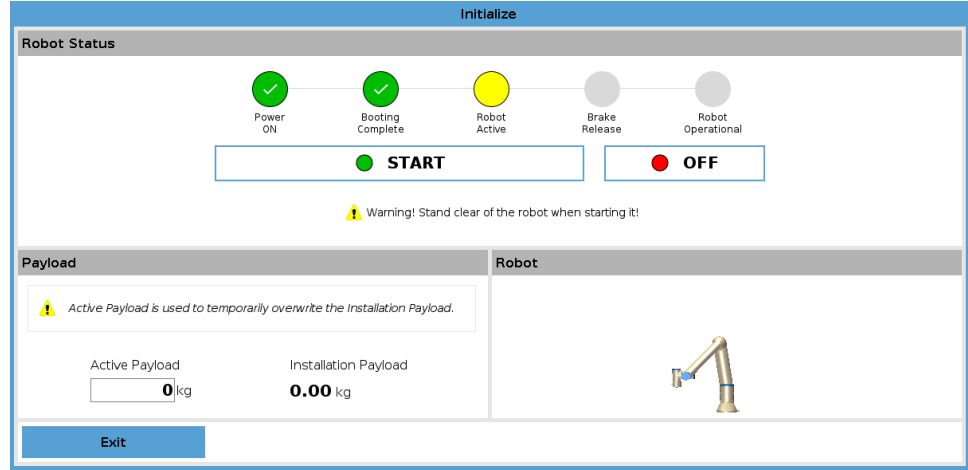 Initialize
Robot Status
Power
ON
Booting
Complete
Robot
Active
Brake
Release
Robot
Operational
START
OFF
Warning! Stand clear of the robot when starting it!
Payload
Robot
Active Payload is used to temporarily overwrite the Installation Payload.
Active Payload
Installation Payload
0 kg
0.00 kg
Exit